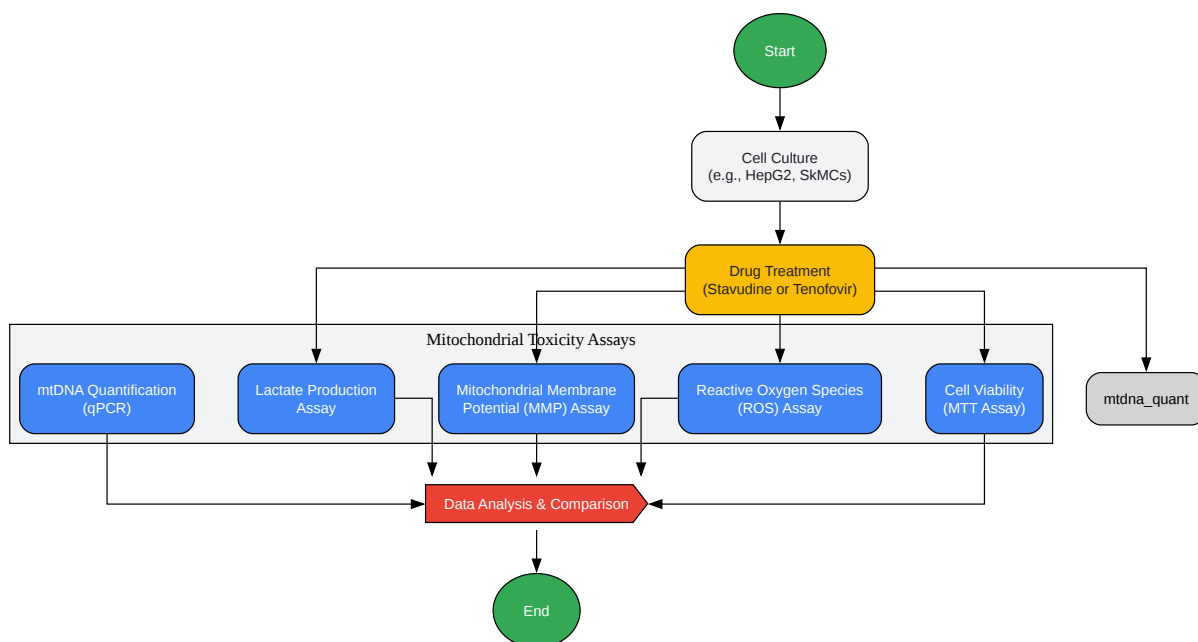 Start
Cell Culture
(e.g., HepG2, SkMCs)
Drug Treatment
(Stavudine or Tenofovir)
Mitochondrial Toxicity Assays
mtDNA Quantification
(qPCR)
Lactate Production
Assay
Mitochondrial Membrane
Potential (MMP) Assay
Reactive Oxygen Species
(ROS) Assay
Cell Viability
(MTT Assay)
mtdna_quant
Data Analysis & Comparison
End